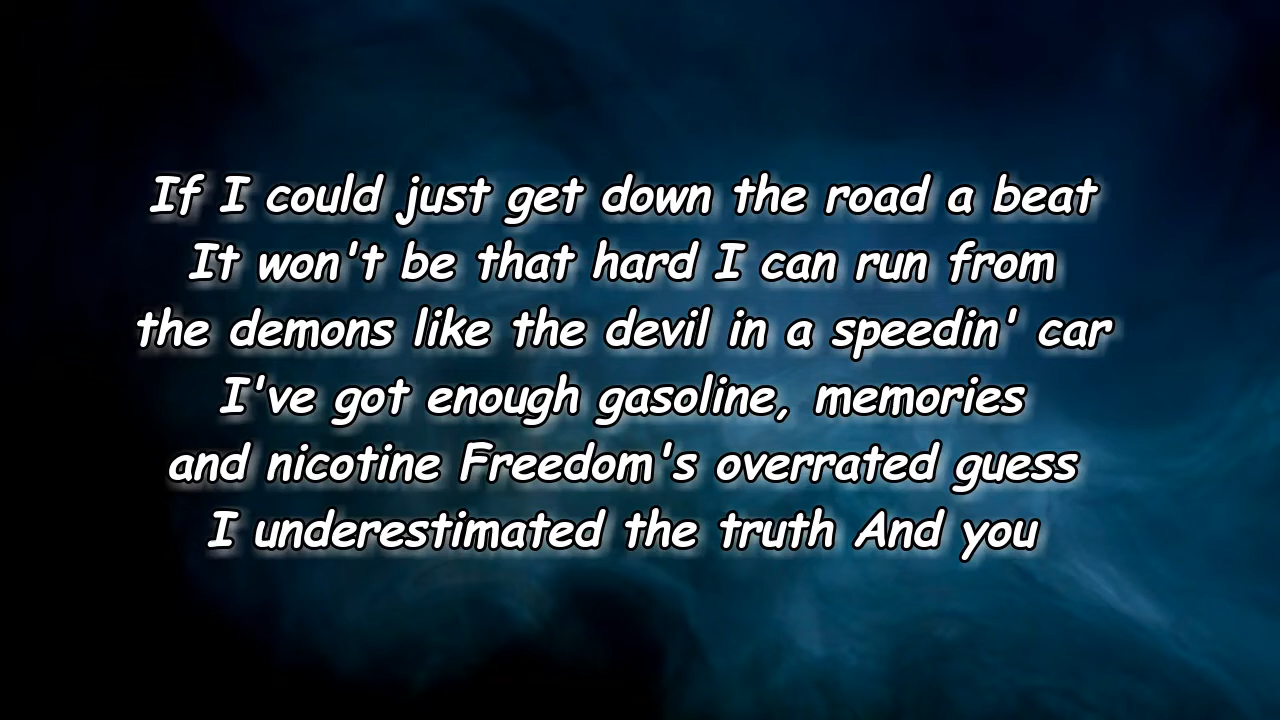 If I could just get down the road a beat
It won't be that hard I can run from
the demons like the devil in a speedin' car
I've got enough gasoline, memories
and nicotine Freedom's overrated guess
I underestimated the truth And you